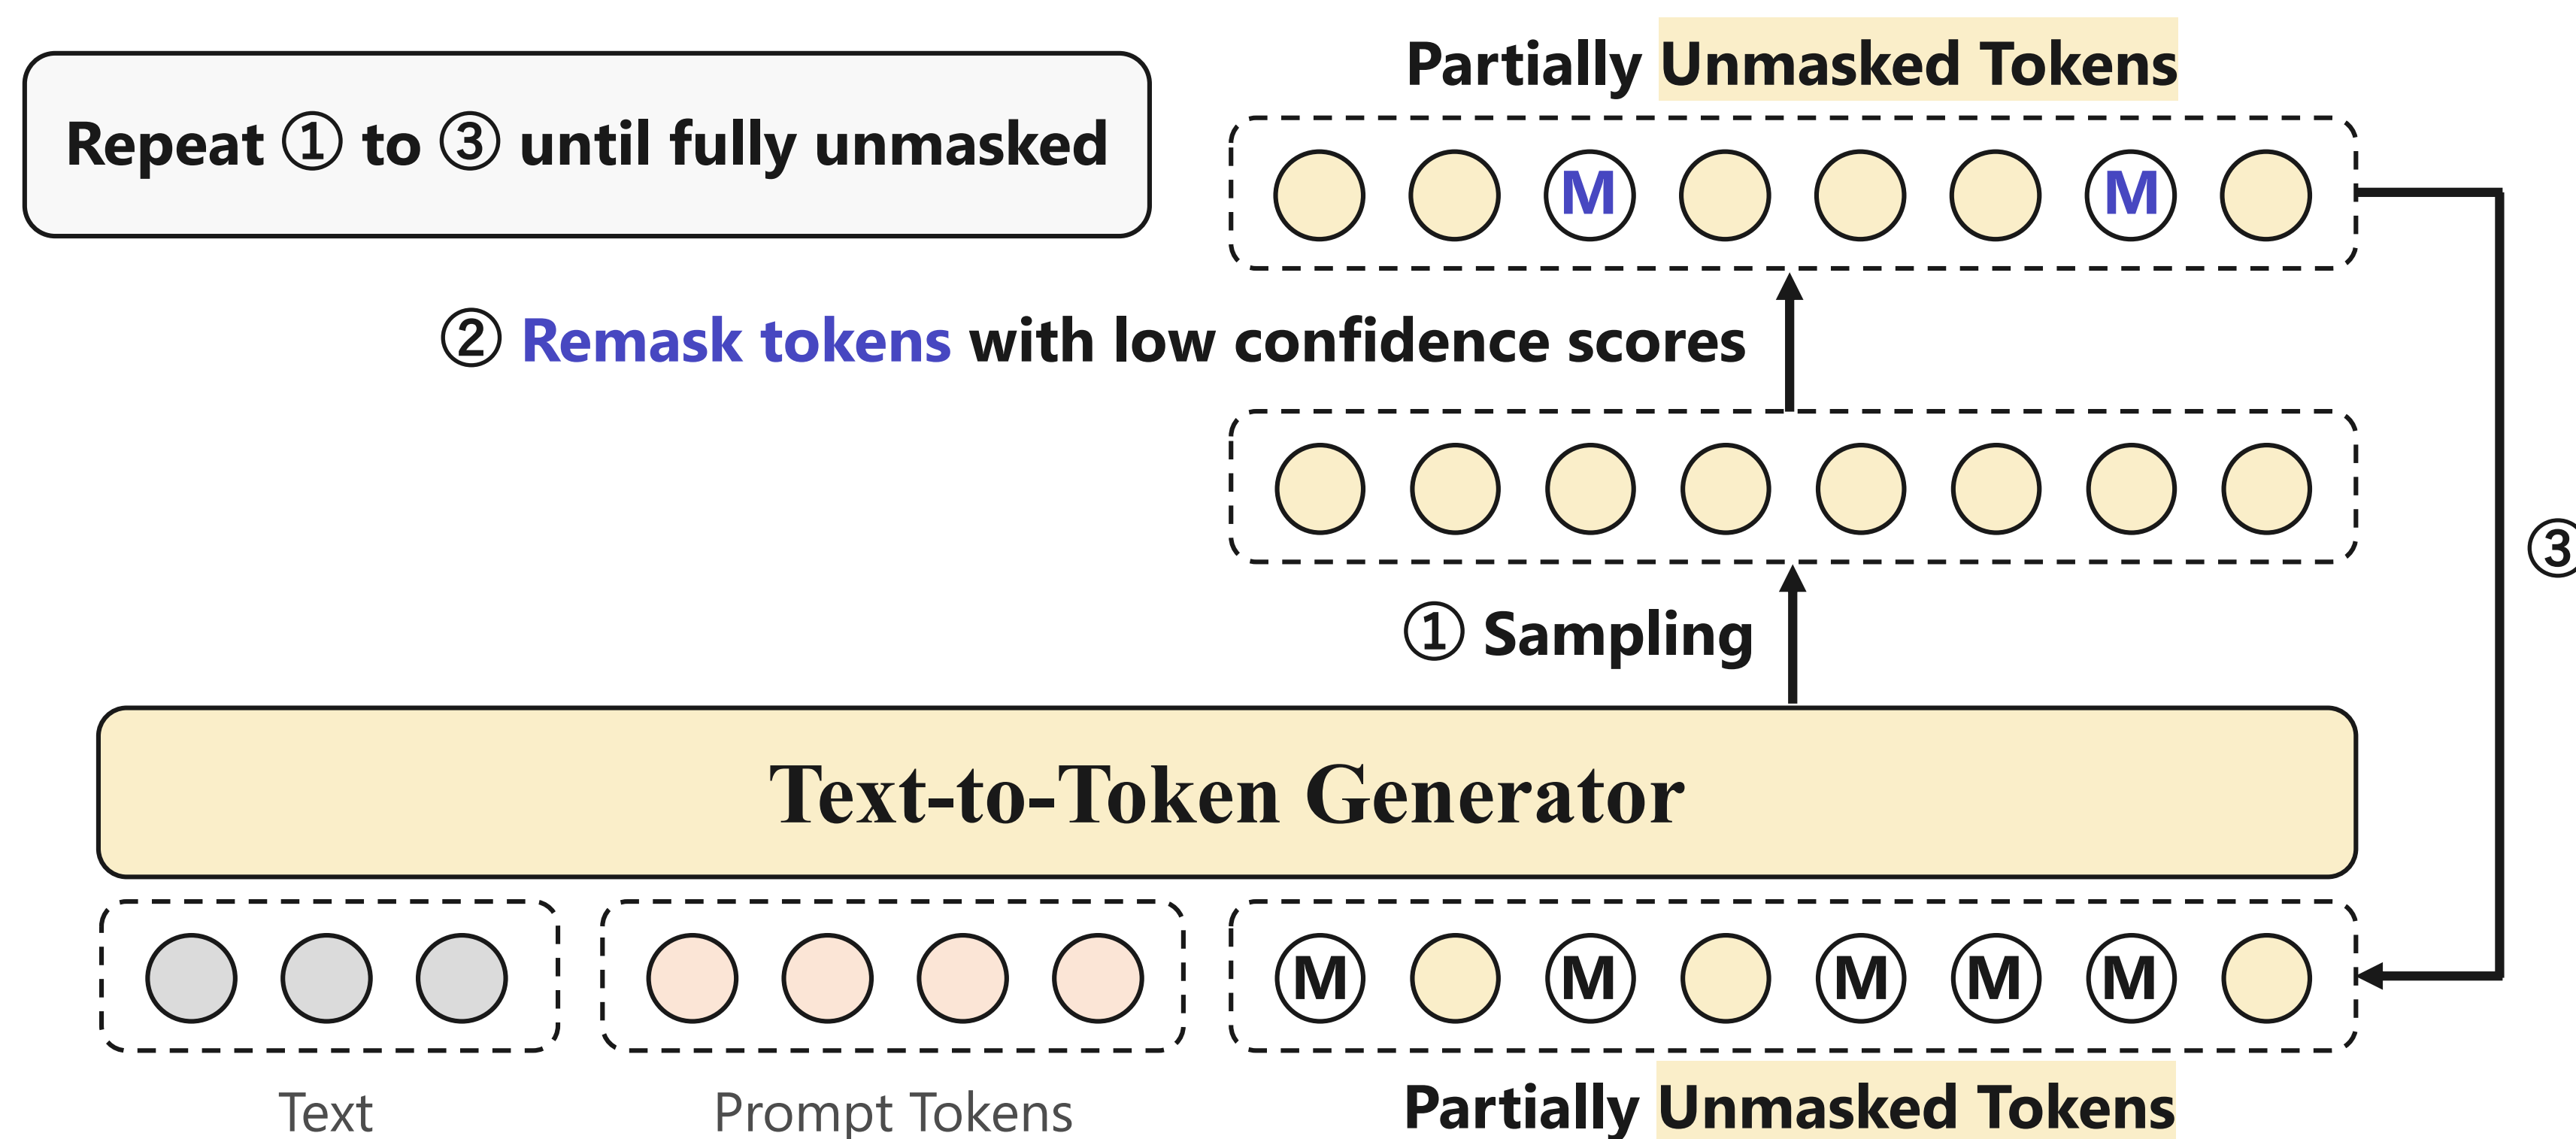 Partially Unmasked Tokens
Repeat ① to ③ until fully unmasked
M M
② Remask tokens with low confidence scores
③
① Sampling
Text-to-Token Generator
M M M M M
Text Prompt Tokens Partially Unmasked Tokens